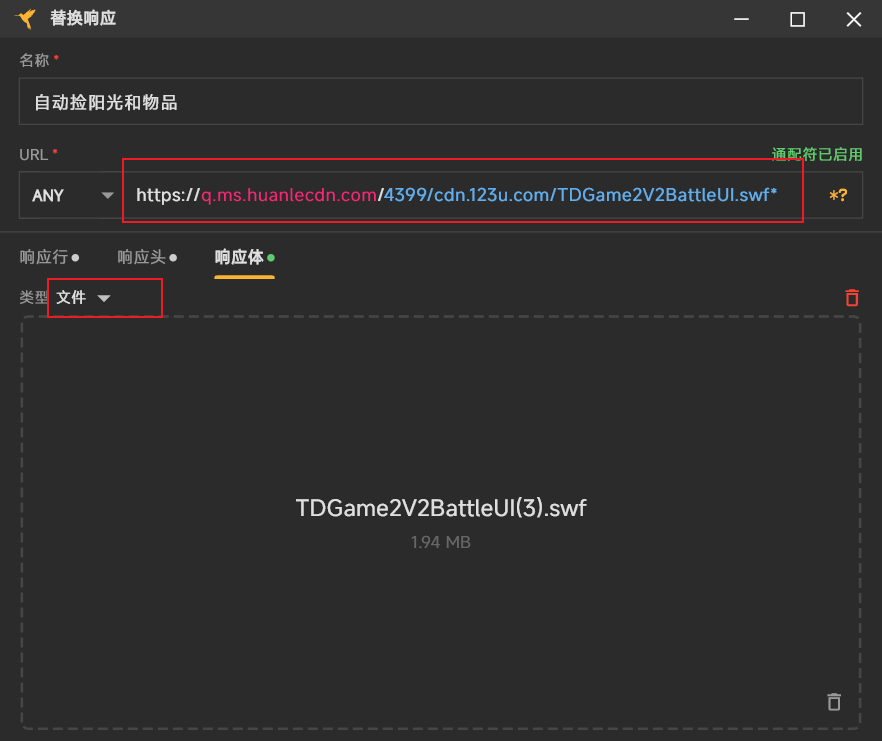 替换响应
名称 *
自动捡阳光和物品
URL * 通配符已启用
ANY https://q.ms.huanlecdn.com/4399/cdn.123u.com/TDGame2V2BattleUI.swf* *?
响应行 响应头 响应体
类型 文件
TDGame2V2BattleUI(3).swf
1.94 MB